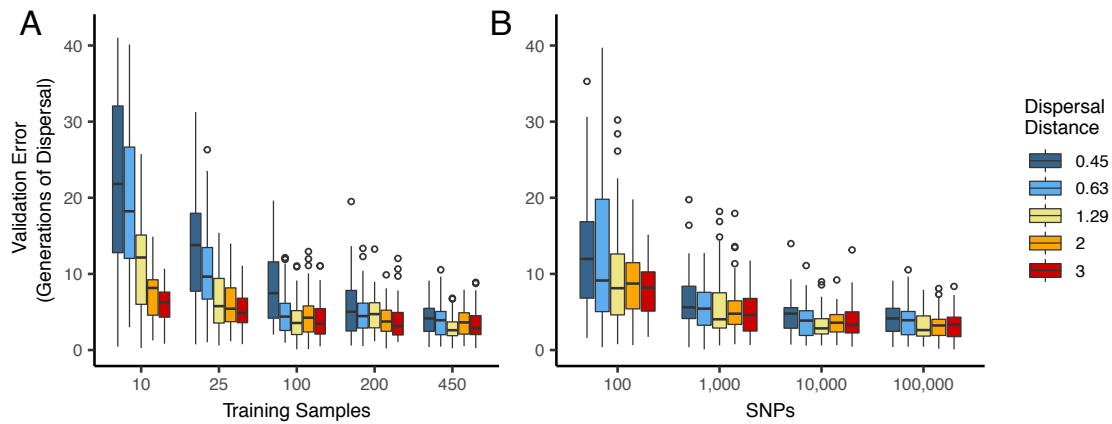 A
B
Validation Error
(Generations of Dispersal)
40
30
20
10
0
10 25 100 200 450
Training Samples
40
30
20
10
0
100 1,000 10,000 100,000
SNPs
Dispersal
Distance
0.45
0.63
1.29
2
3